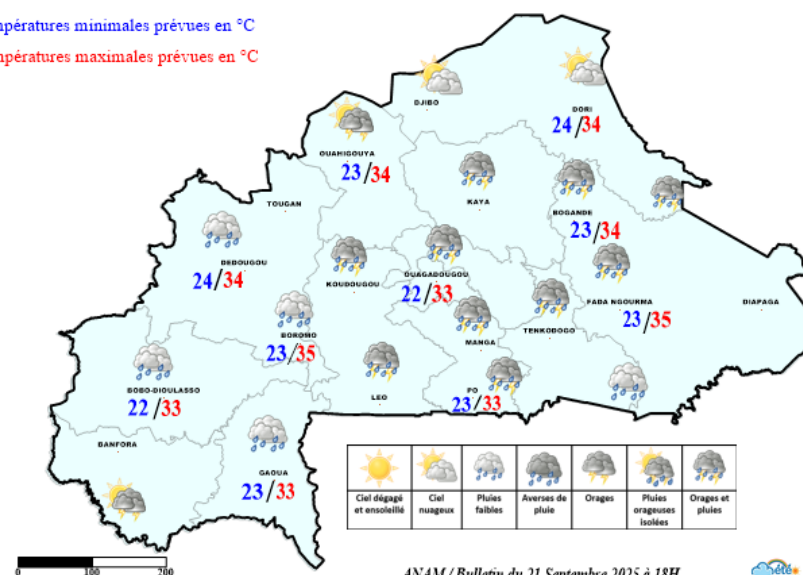 mpératures minimales prévues en °C
mpératures maximales prévues en °C
DJIBO
DORI
24/34
OUAHIGOUYA
23/34
TOUGAN
KAYA
BOGANDE
23/34
DEDOUGOU
24/34
KOUDOUGOU
OUAGADOUGOU
22/33
FADA NGOURMA
23/35
DIAPAGA
BOROMO
23/35
MANGA
TENKODOGO
BOBO-DIOULASSO
22/33
LEO
PO
23/33
BANFORA
GAOUA
23/33
Ciel dégagé et ensoleillé
Ciel nuageux
Pluies faibles
Averses de pluie
Orages
Pluies orageuses isolées
Orages et pluies
0 100 200
ANAM / Bulletin du 21 Septembre 2025 à 18H
été